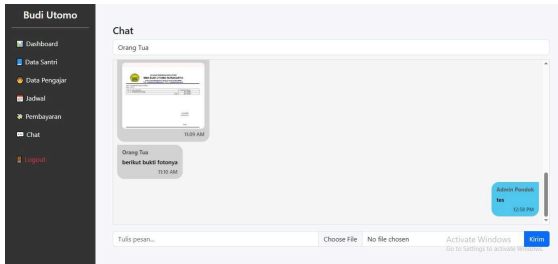 Budi Utomo
Dashboard
Data Santri
Data Pengajar
Jadwal
Pembayaran
Chat
Logout
Chat
Orang Tua
11:09 AM
Orang Tua
berikut bukti fotonya
11:10 AM
Admin Pondok
tes
12:50 PM
Tulis pesan...
Choose File No file chosen
Kirim
Activate Windows
Go to Settings to activate Windows.